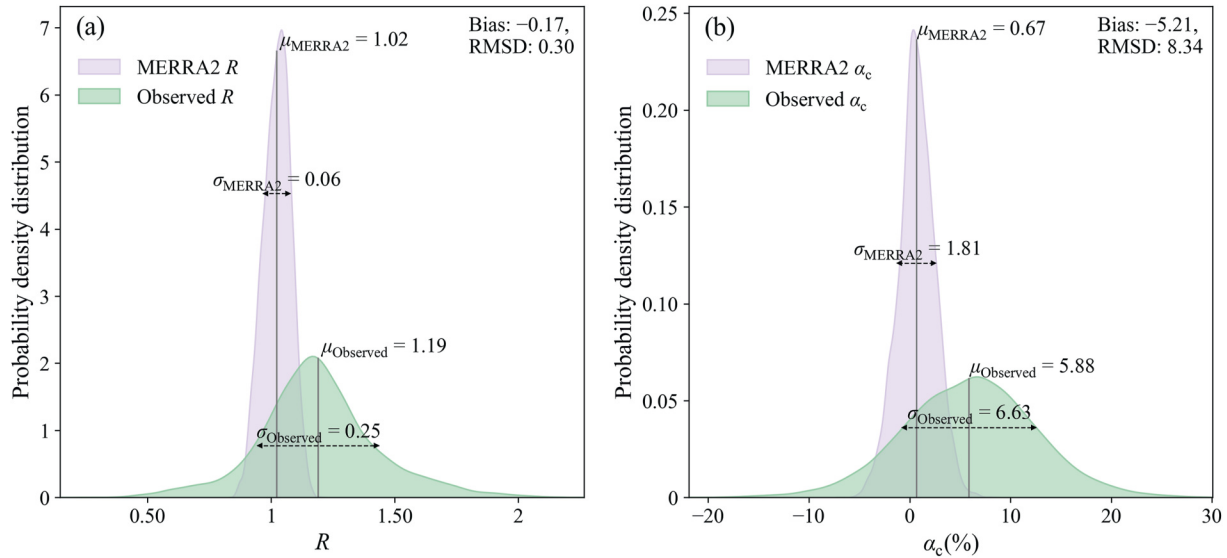 (a)
Bias: −0.17,
RMSD: 0.30
μMERRA2 = 1.02
MERRA2 R
Observed R
σMERRA2 = 0.06
μObserved = 1.19
σObserved = 0.25
Probability density distribution
7
6
5
4
3
2
1
0
0.50
1
1.50
2
R
(b)
Bias: −5.21,
RMSD: 8.34
μMERRA2 = 0.67
MERRA2 αc
Observed αc
σMERRA2 = 1.81
μObserved = 5.88
σObserved = 6.63
Probability density distribution
0.25
0.20
0.15
0.10
0.05
0
−20
−10
0
10
20
30
αc(%)